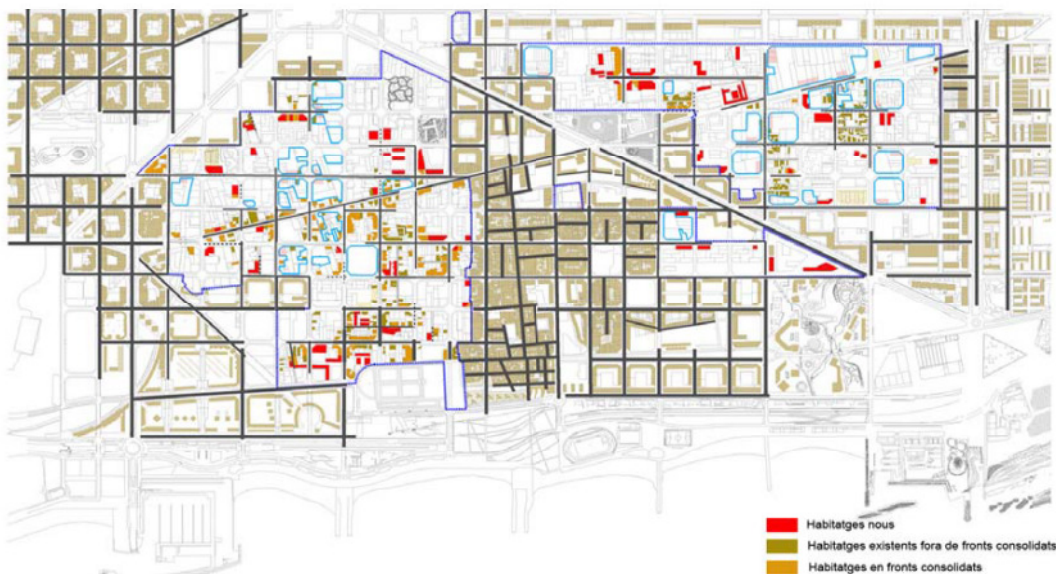 Habitatges nous
Habitatges existents fora de fronts consolidats
Habitatges en fronts consolidats